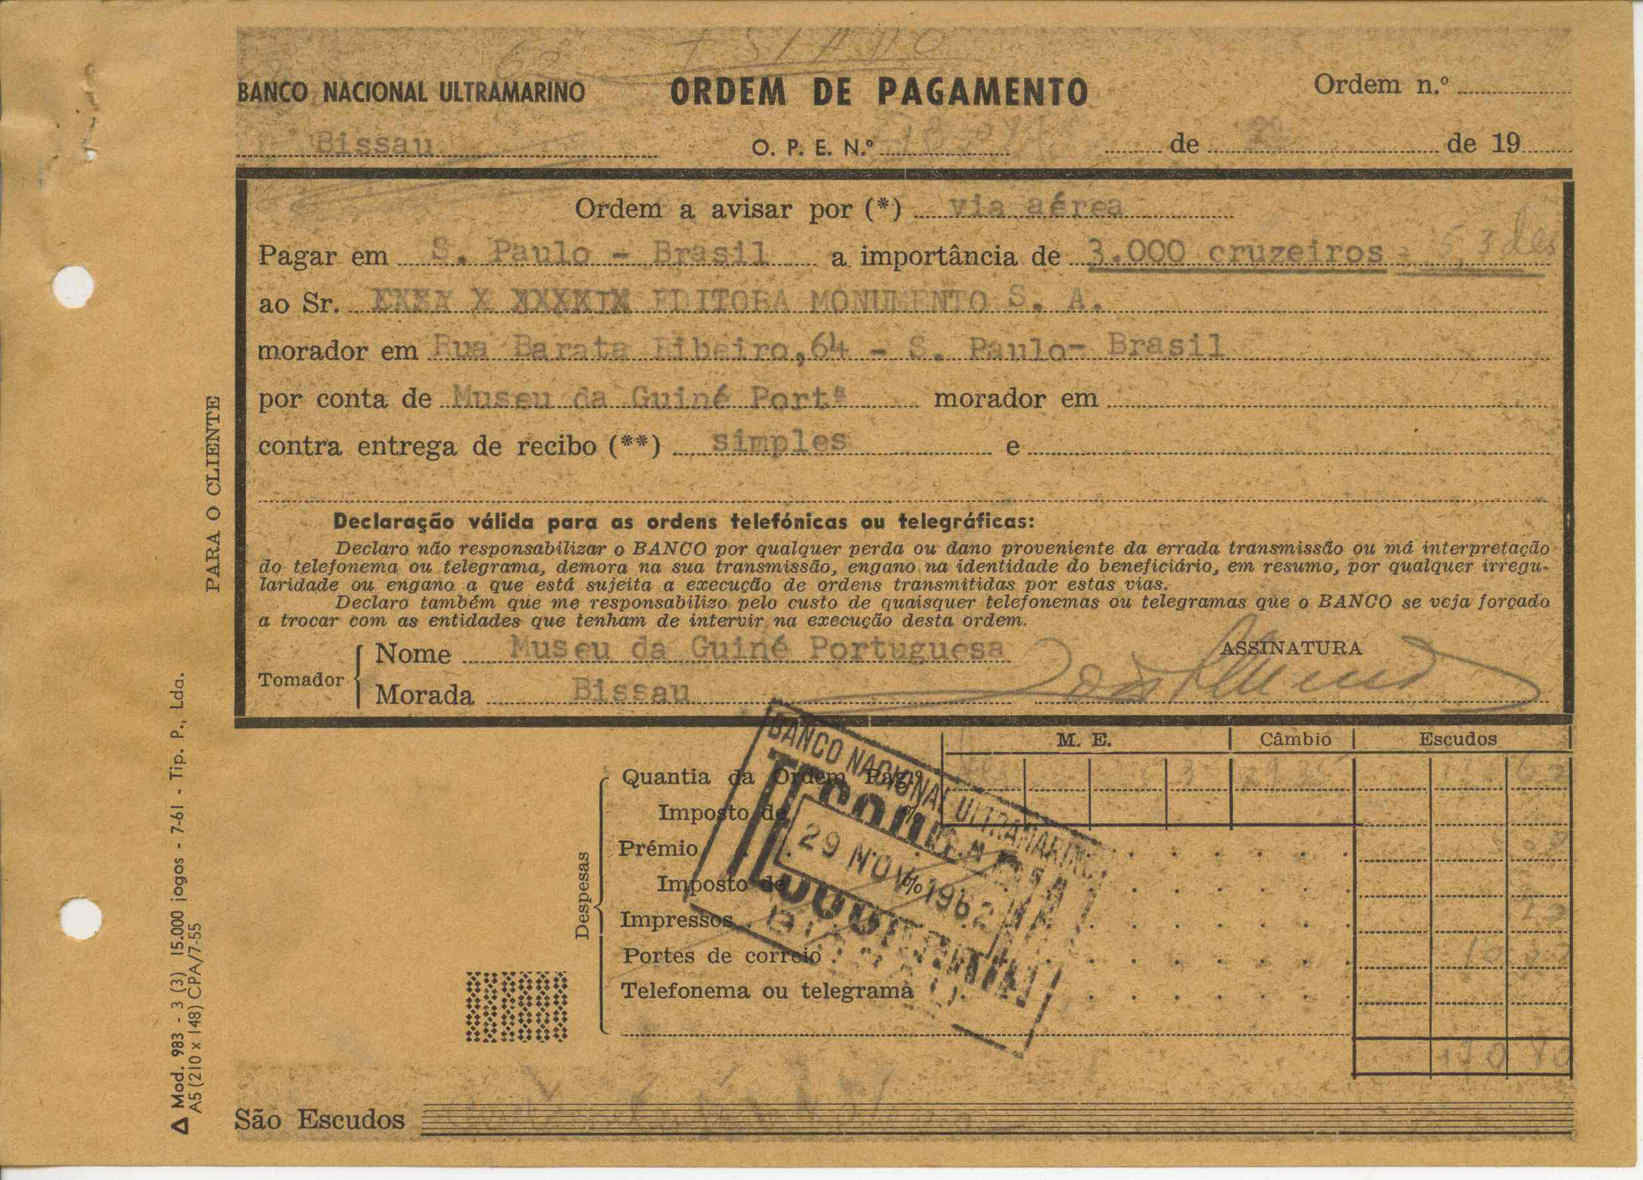 BANCO NACIONAL ULTRAMARINO ORDEM DE PAGAMENTO Ordem n.º
Bissau O. P. E. N.º de de 19
Ordem a avisar por (*) via aérea
Pagar em S. Paulo - Brasil a importância de 3.000 cruzeiros
ao Sr. EDITORA MONUMENTO S. A.
morador em Rua Barata Ribeiro,64 - S. Paulo- Brasil
por conta de Museu da Guiné Portª morador em
contra entrega de recibo (**) simples e
Declaração válida para as ordens telefónicas ou telegráficas:
Declaro não responsabilizar o BANCO por qualquer perda ou dano proveniente da errada transmissão ou má interpretação
do telefonema ou telegrama, demora na sua transmissão, engano na identidade do beneficiário, em resumo, por qualquer irregu-
laridade ou engano a que está sujeita a execução de ordens transmitidas por estas vias.
Declaro também que me responsabilizo pelo custo de quaisquer telefonemas ou telegramas que o BANCO se veja forçado
a trocar com as entidades que tenham de intervir na execução desta ordem.
Tomador
Nome Museu da Guiné Portuguesa ASSINATURA
Morada Bissau
M. E. Câmbio Escudos
Despesas
Quantia da Ordem Pag.º
Imposto de
Prémio
Imposto de
Impressos
Portes de correio
Telefonema ou telegrama
BANCO NACIONAL ULTRAMARINO
29 NOV 1962
São Escudos
PARA O CLIENTE
Mod. 983 - 3 (3) 15.000 jogos - 7-61 - Tip. P., Lda.
A5 (210 x 148) CPA/7-55